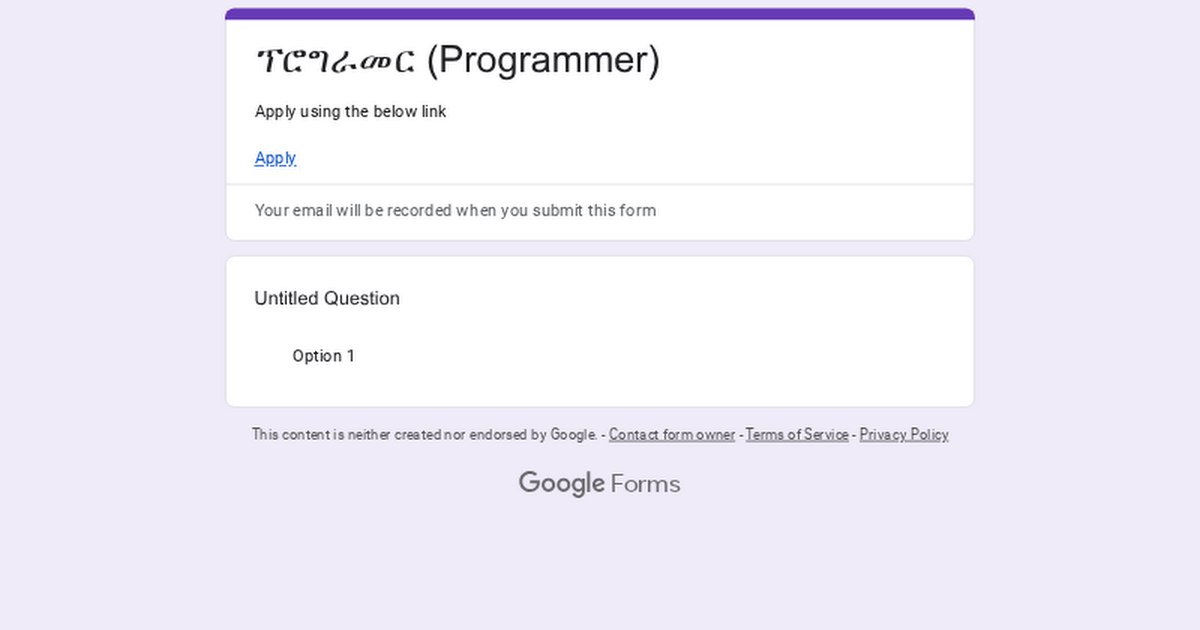 ፕሮግራመር (Programmer)
Apply using the below link
Apply
Your email will be recorded when you submit this form
Untitled Question
Option 1
This content is neither created nor endorsed by Google. - Contact form owner - Terms of Service - Privacy Policy
Google Forms